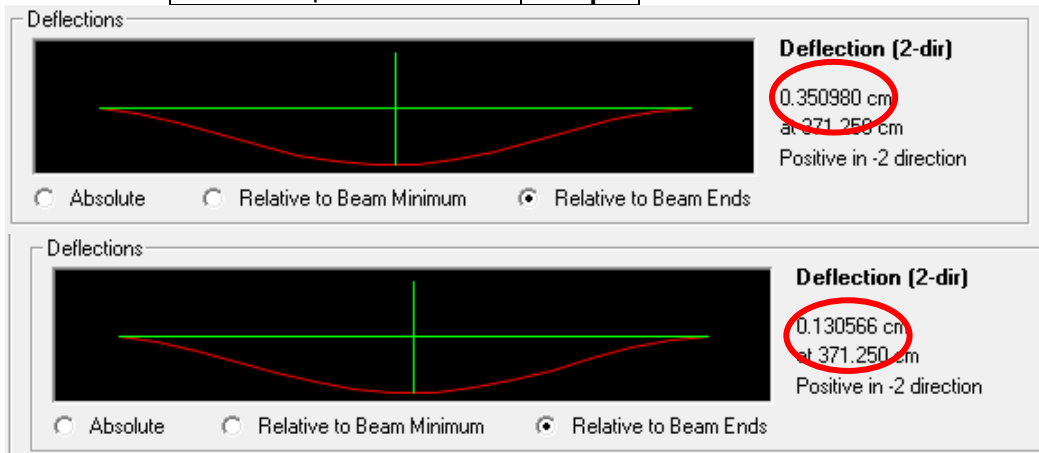 Deflections
Deflection (2-dir)
0.350980 cm
at 371.250 cm
Positive in -2 direction
Absolute Relative to Beam Minimum Relative to Beam Ends
Deflections
Deflection (2-dir)
0.130566 cm
at 371.250 cm
Positive in -2 direction
Absolute Relative to Beam Minimum Relative to Beam Ends